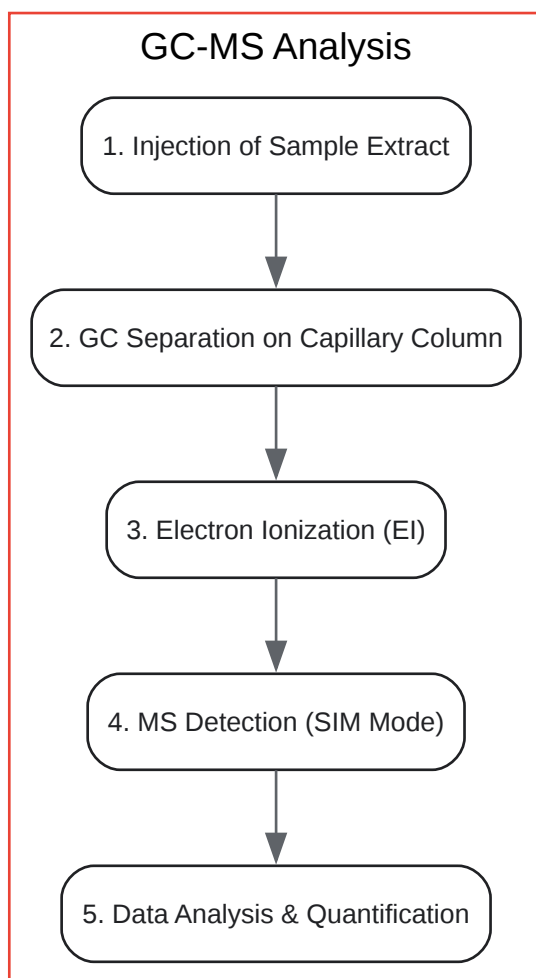 GC-MS Analysis
1. Injection of Sample Extract
2. GC Separation on Capillary Column
3. Electron Ionization (EI)
4. MS Detection (SIM Mode)
5. Data Analysis & Quantification